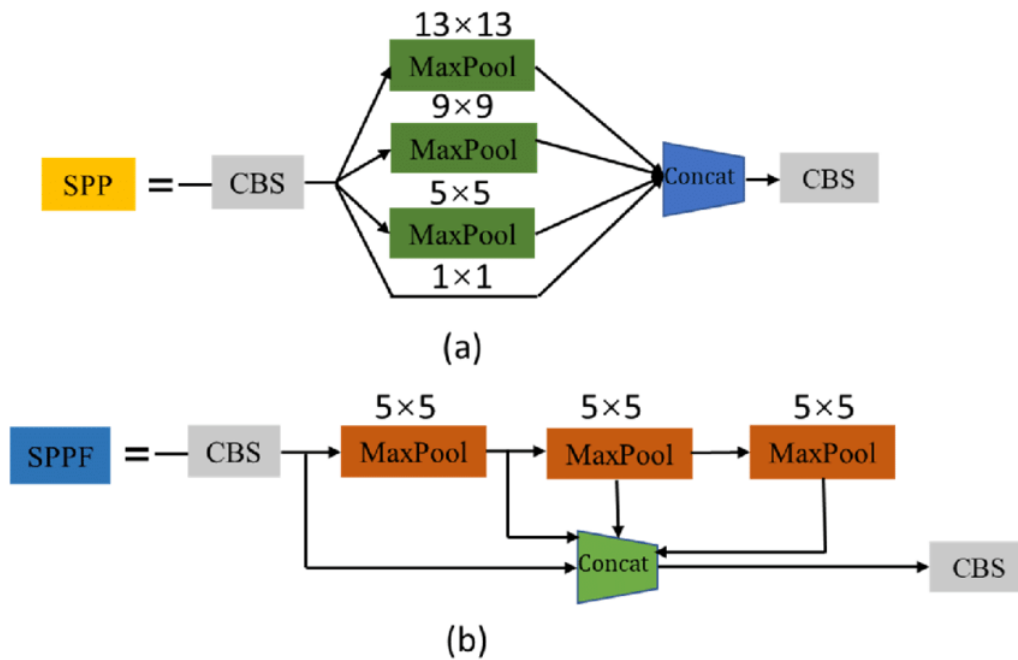 13×13
MaxPool
9×9
SPP = CBS MaxPool Concat CBS
5×5
MaxPool
1×1
(a)
5×5 5×5 5×5
SPPF = CBS MaxPool MaxPool MaxPool
Concat CBS
(b)